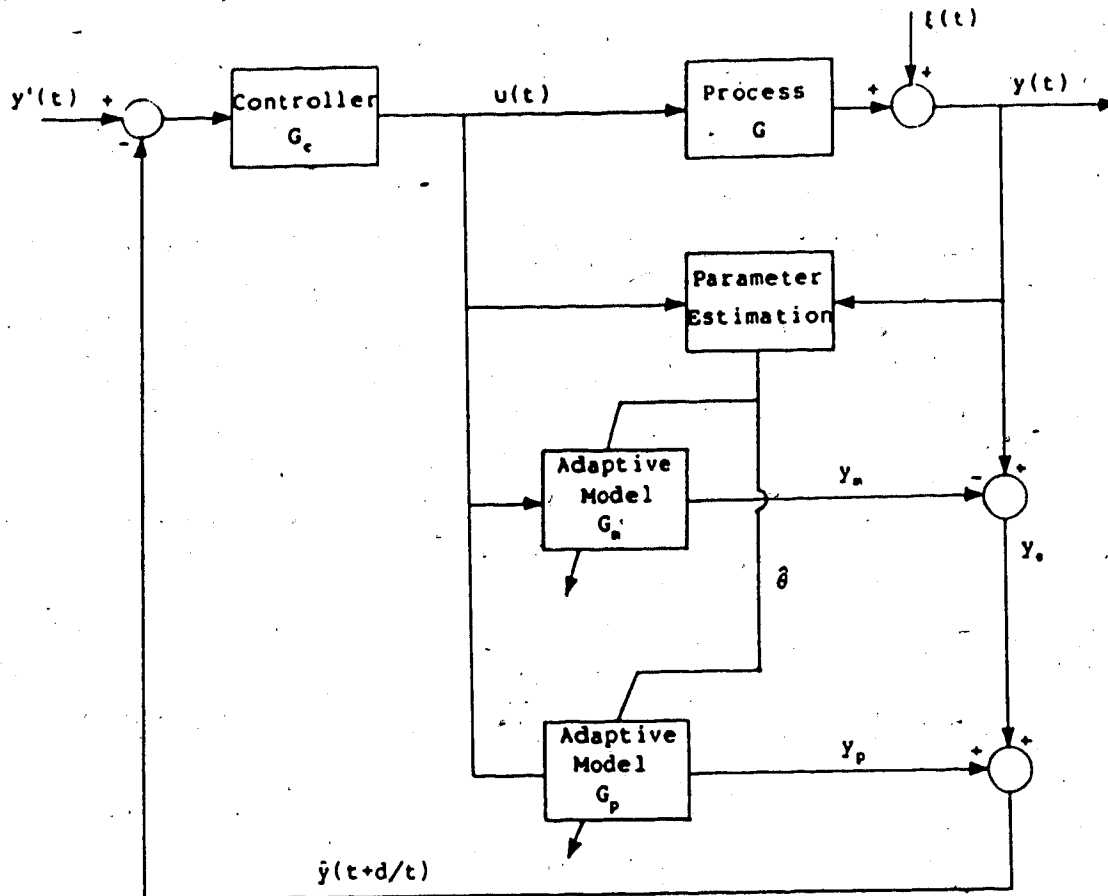 ξ(t)
y'(t)
+
-
Controller
G_c
u(t)
Process
G
+
+
y(t)
Parameter
Estimation
Adaptive
Model
G_m
y_m
-
+
y_e
θ̂
Adaptive
Model
G_p
y_p
+
+
ŷ(t+d/t)